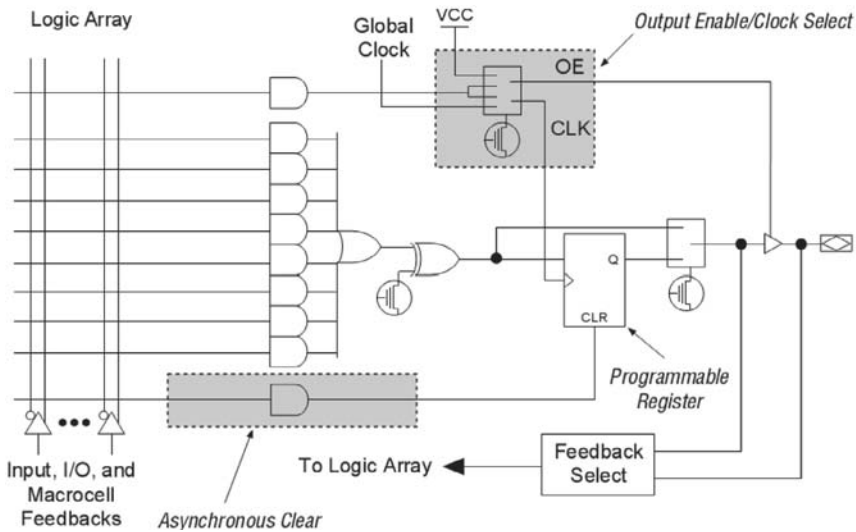 Logic Array
Global
Clock
VCC
Output Enable/Clock Select
OE
CLK
Q
CLR
Programmable
Register
Feedback
Select
To Logic Array
Input, I/O, and
Macrocell
Feedbacks
Asynchronous Clear